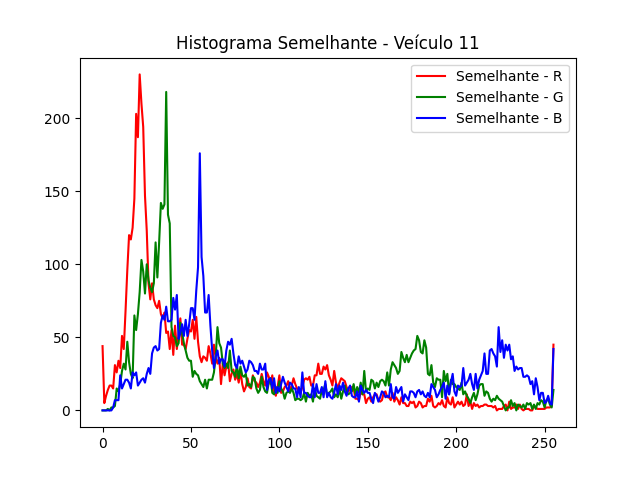 Histograma Semelhante - Veículo 11
Semelhante - R
Semelhante - G
Semelhante - B
200
150
100
50
0
0 50 100 150 200 250